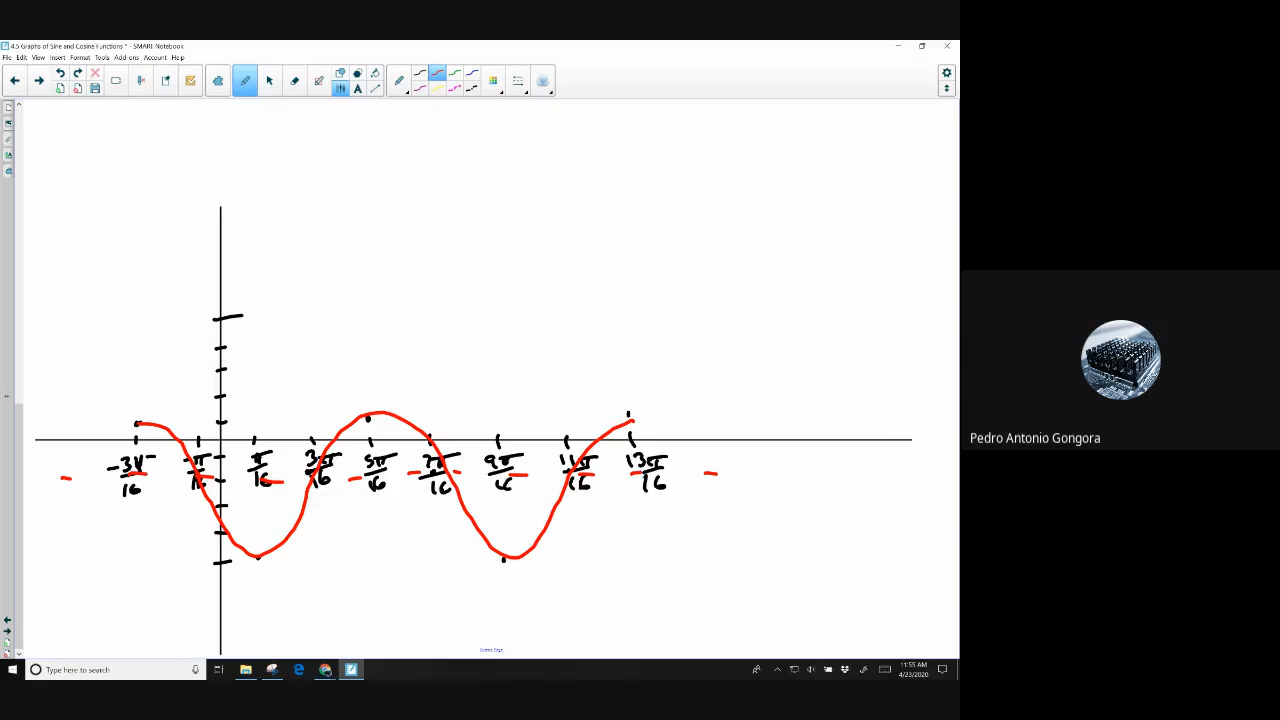 4.5 Graphs of Sine and Cosine Functions * - SMART Notebook
File Edit View Insert Format Tools Add-ons Account Help
-3π/16 -π/16 π/16 3π/16 5π/16 7π/16 9π/16 11π/16 13π/16
Pedro Antonio Gongora
Type here to search
11:55 AM
4/23/2020